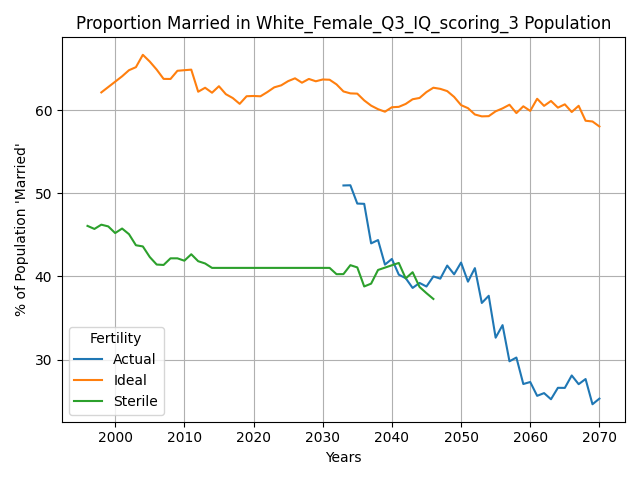 Proportion Married in White_Female_Q3_IQ_scoring_3 Population
% of Population 'Married'
60
50
40
30
Fertility
Actual
Ideal
Sterile
2000 2010 2020 2030 2040 2050 2060 2070
Years